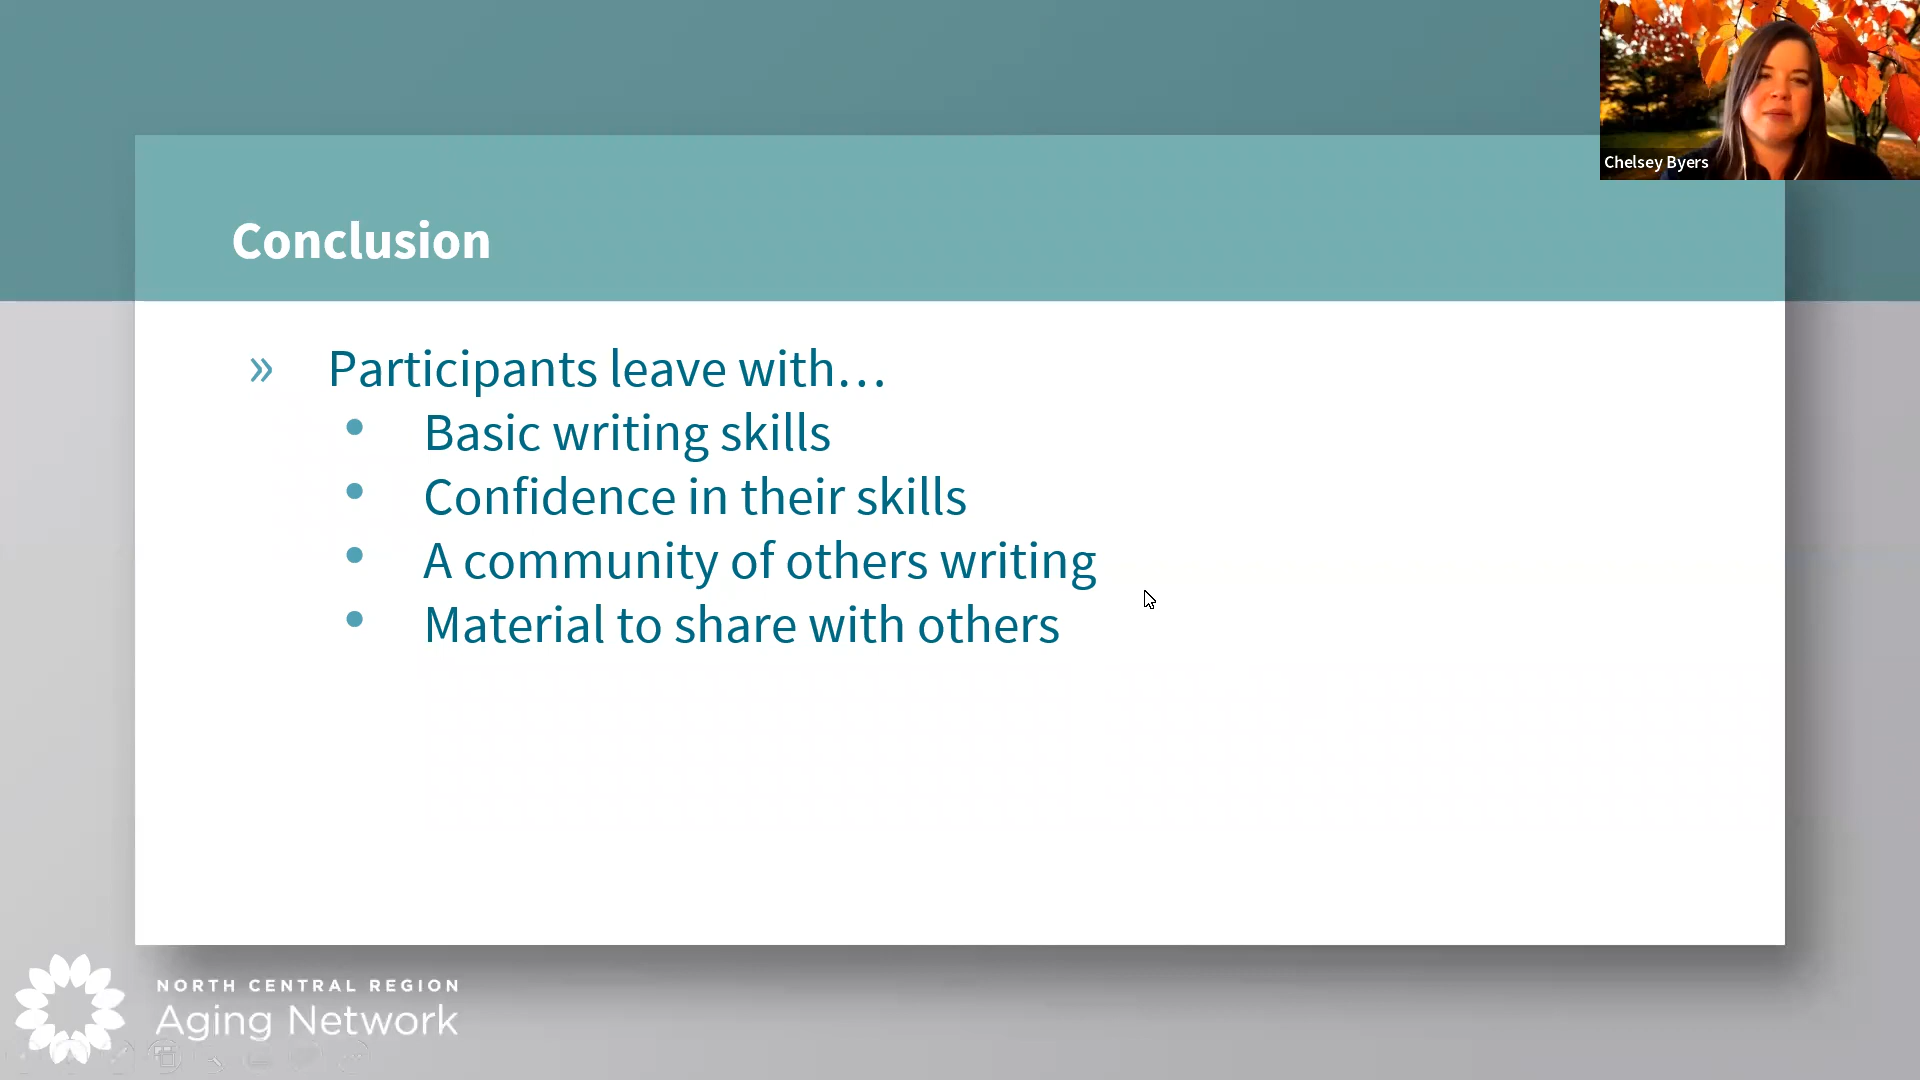 Chelsey Byers
Conclusion
» Participants leave with…
• Basic writing skills
• Confidence in their skills
• A community of others writing
• Material to share with others
NORTH CENTRAL REGION
Aging Network